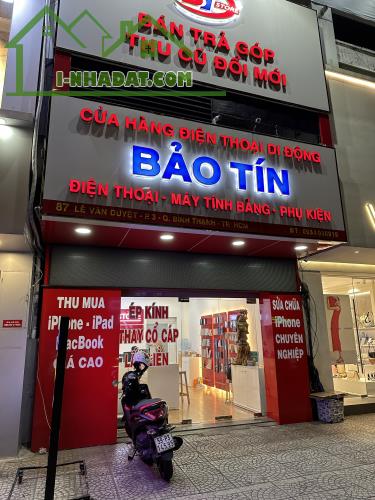 I-NHADAT.COM
STORE
BÁN TRẢ GÓP
THU CŨ ĐỔI MỚI
CỬA HÀNG ĐIỆN THOẠI DI ĐỘNG
BẢO TÍN
ĐIỆN THOẠI - MÁY TÍNH BẢNG - PHỤ KIỆN
87 LÊ VĂN DUYỆT - P.3 - Q. BÌNH THẠNH - TP. HCM
THU MUA
iPhone - iPad
MacBook
GIÁ CAO
ÉP KÍNH
THAY CỔ CÁP
SỬA CHỮA
iPhone
CHUYÊN
NGHIỆP